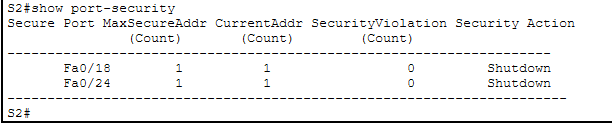 S2#show port-security
Secure Port MaxSecureAddr CurrentAddr SecurityViolation Security Action
(Count) (Count) (Count)
--------------------------------------------------------------------
Fa0/18 1 1 0 Shutdown
Fa0/24 1 1 0 Shutdown
----------------------------------------------------------------------
S2#